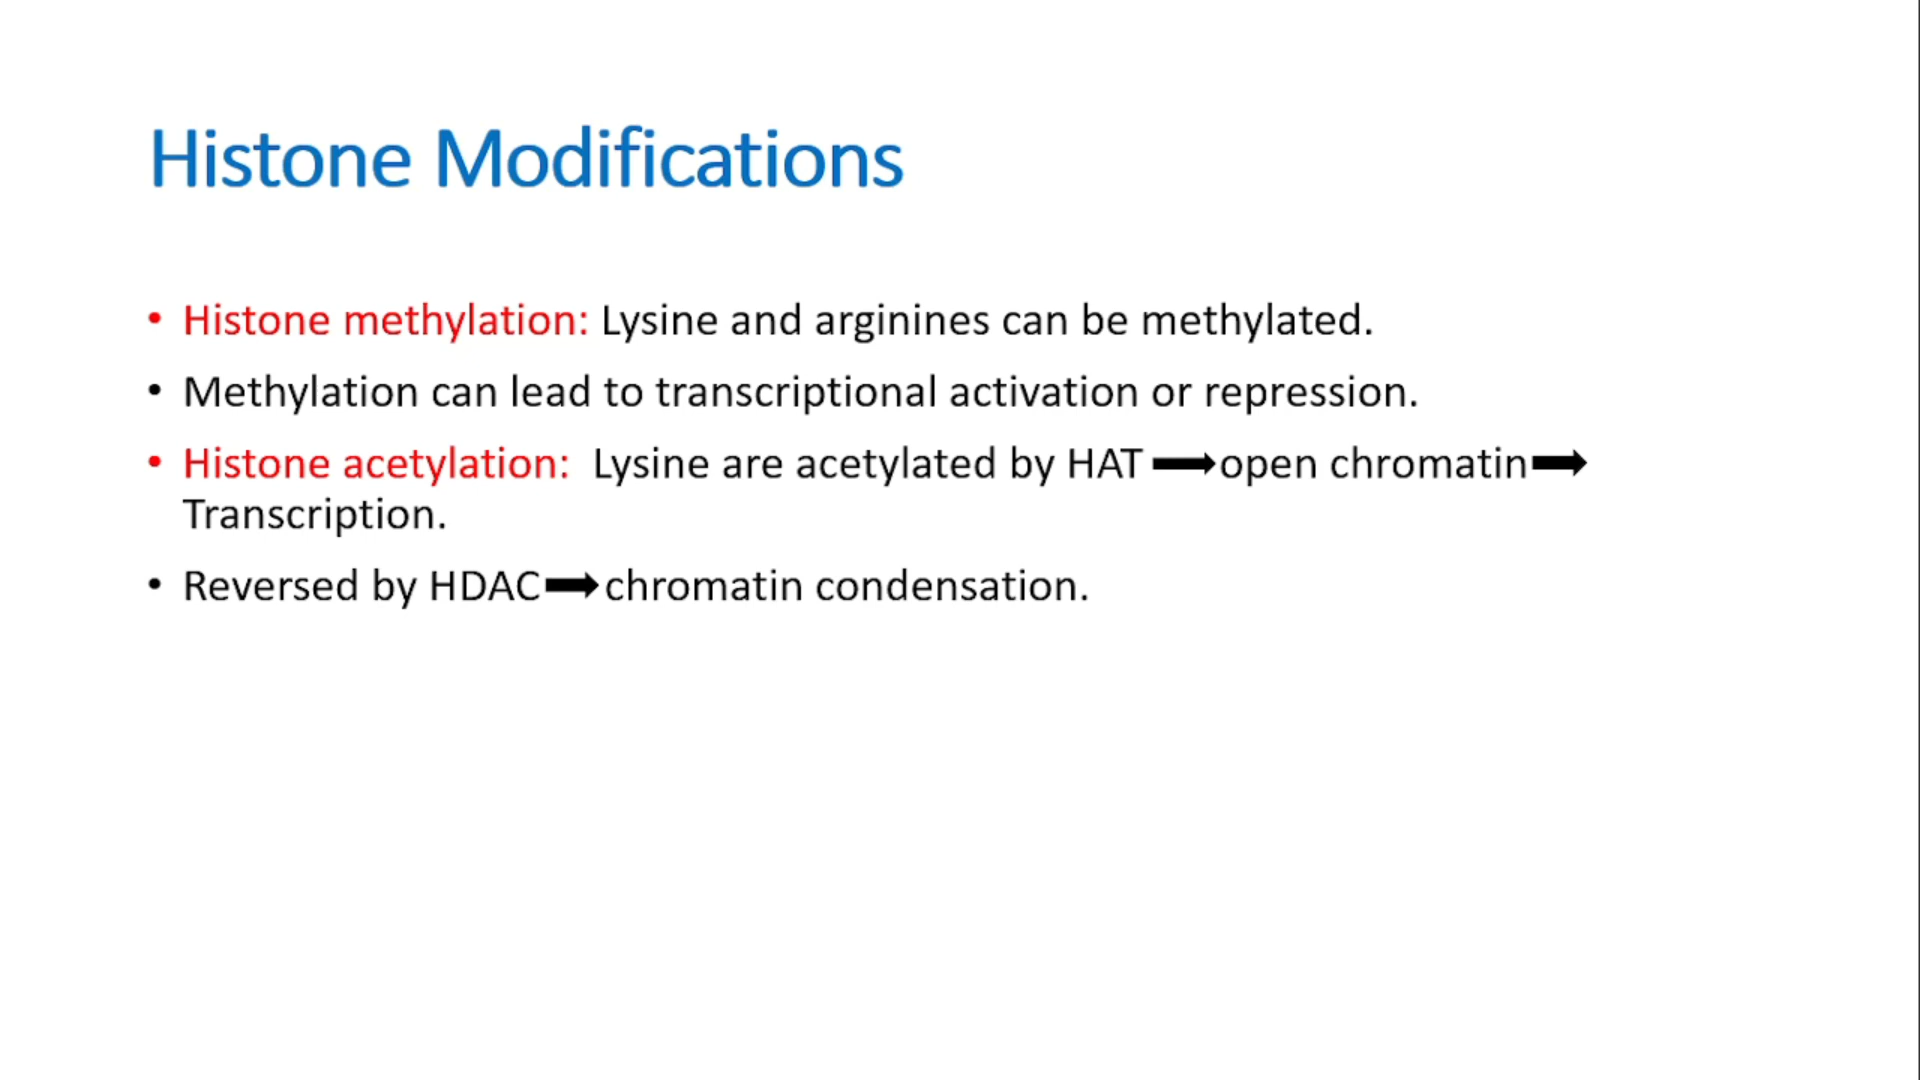 Histone Modifications
• Histone methylation: Lysine and arginines can be methylated.
• Methylation can lead to transcriptional activation or repression.
• Histone acetylation:  Lysine are acetylated by HAT ➡open chromatin➡
Transcription.
• Reversed by HDAC➡chromatin condensation.